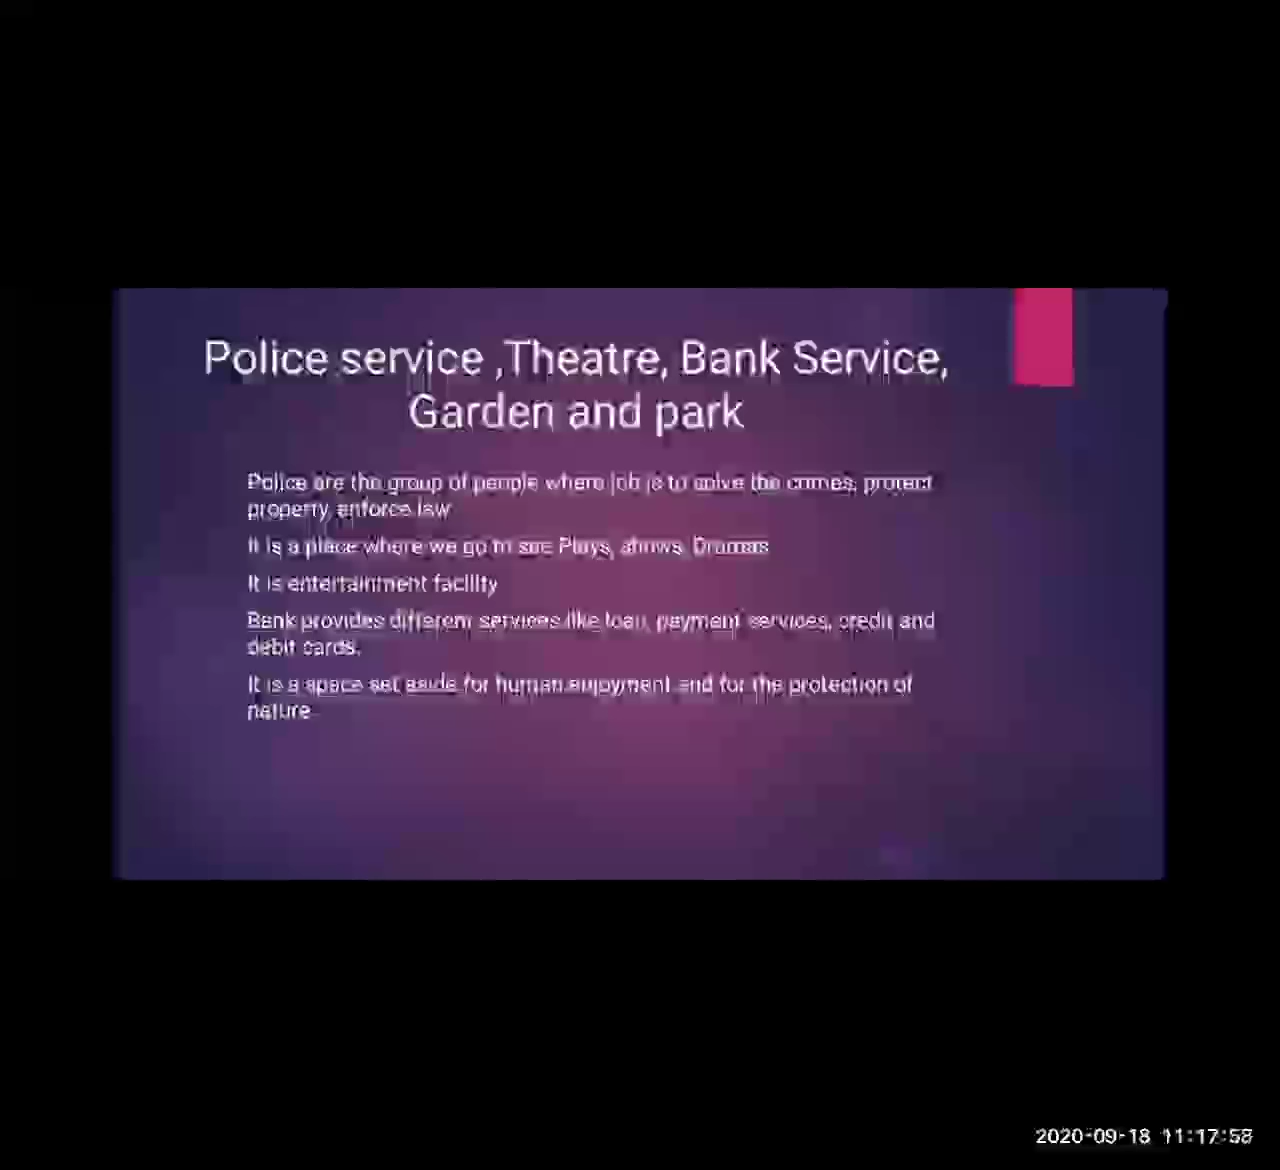 Police service ,Theatre, Bank Service,
Garden and park
Police are the group of people where job is to solve the crimes, protect
property, enforce law
It is a place where we go to see Plays, shows, Dramas
It is entertainment facility
Bank provides different services like loan, payment services, credit and
debit cards.
It is a space set aside for human enjoyment and for the protection of
nature
2020-09-18 11:17:58